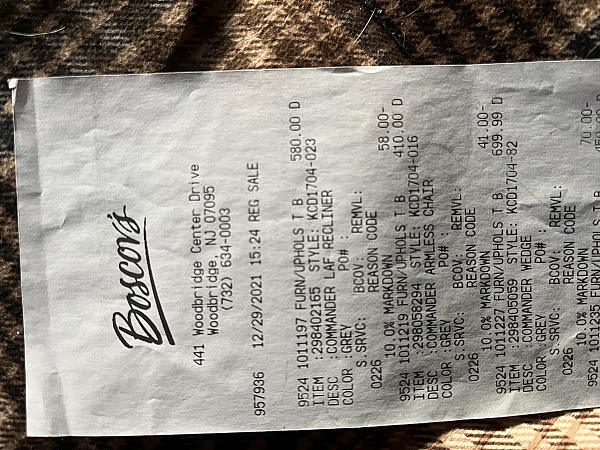 Boscov's
441 Woodbridge Center Drive
Woodbridge, NJ 07095
(732) 634-0003
957936 12/29/2021 15:24 REG SALE
9524 1011197 FURN/UPHOLS T B 580.00 D
ITEM :298402165 STYLE: KCD1704-023
DESC :COMMANDER LAF RECLINER
COLOR :GREY PO# :
S.SRVC: BCOV: REMVL:
0226 REASON CODE
10.0% MARKDOWN 58.00-
9524 1011219 FURN/UPHOLS T B 410.00 D
ITEM :298058294 STYLE: KCD1704-016
DESC :COMMANDER ARMLESS CHAIR
COLOR :GREY PO# :
S.SRVC: BCOV: REMVL:
0226 REASON CODE
10.0% MARKDOWN 41.00-
9524 1011227 FURN/UPHOLS T B 699.99 D
ITEM :298405059 STYLE: KCD1704-82
DESC :COMMANDER WEDGE
COLOR :GREY PO# :
S.SRVC: BCOV: REMVL:
0226 REASON CODE
10.0% MARKDOWN 70.00-
9524 1011235 FURN/UPHOLS T B